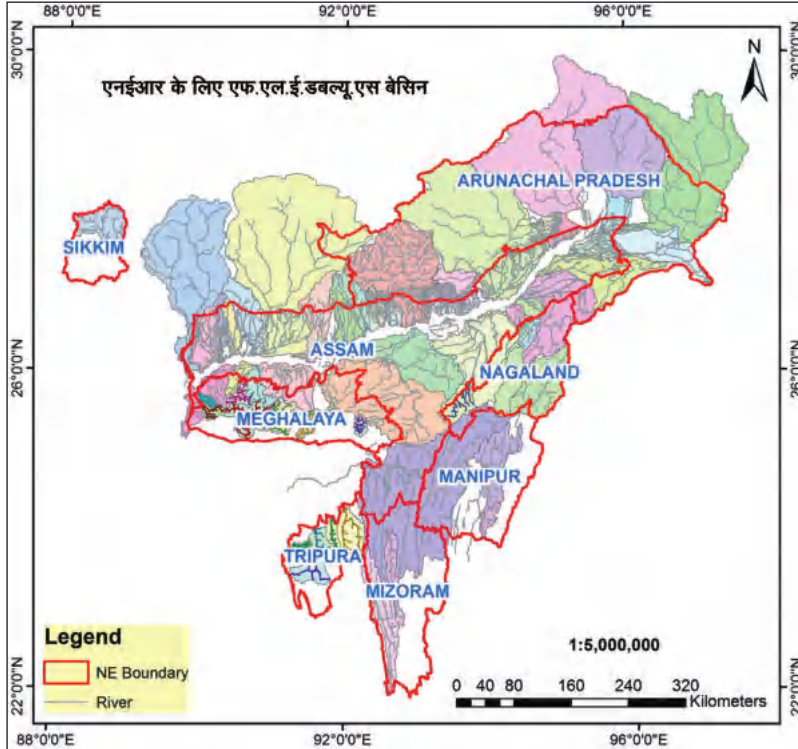 88°0'0"E 92°0'0"E 96°0'0"E
30°0'0"N 30°0'0"N
N
एनईआर के लिए एफ.एल.ई.डबल्यू.एस बेसिन
ARUNACHAL PRADESH
SIKKIM
ASSAM
NAGALAND
26°0'0"N 26°0'0"N
MEGHALAYA
MANIPUR
TRIPURA
MIZORAM
Legend
NE Boundary
River
1:5,000,000
0 40 80 160 240 320
Kilometers
22°0'0"N 22°0'0"N
88°0'0"E 92°0'0"E 96°0'0"E